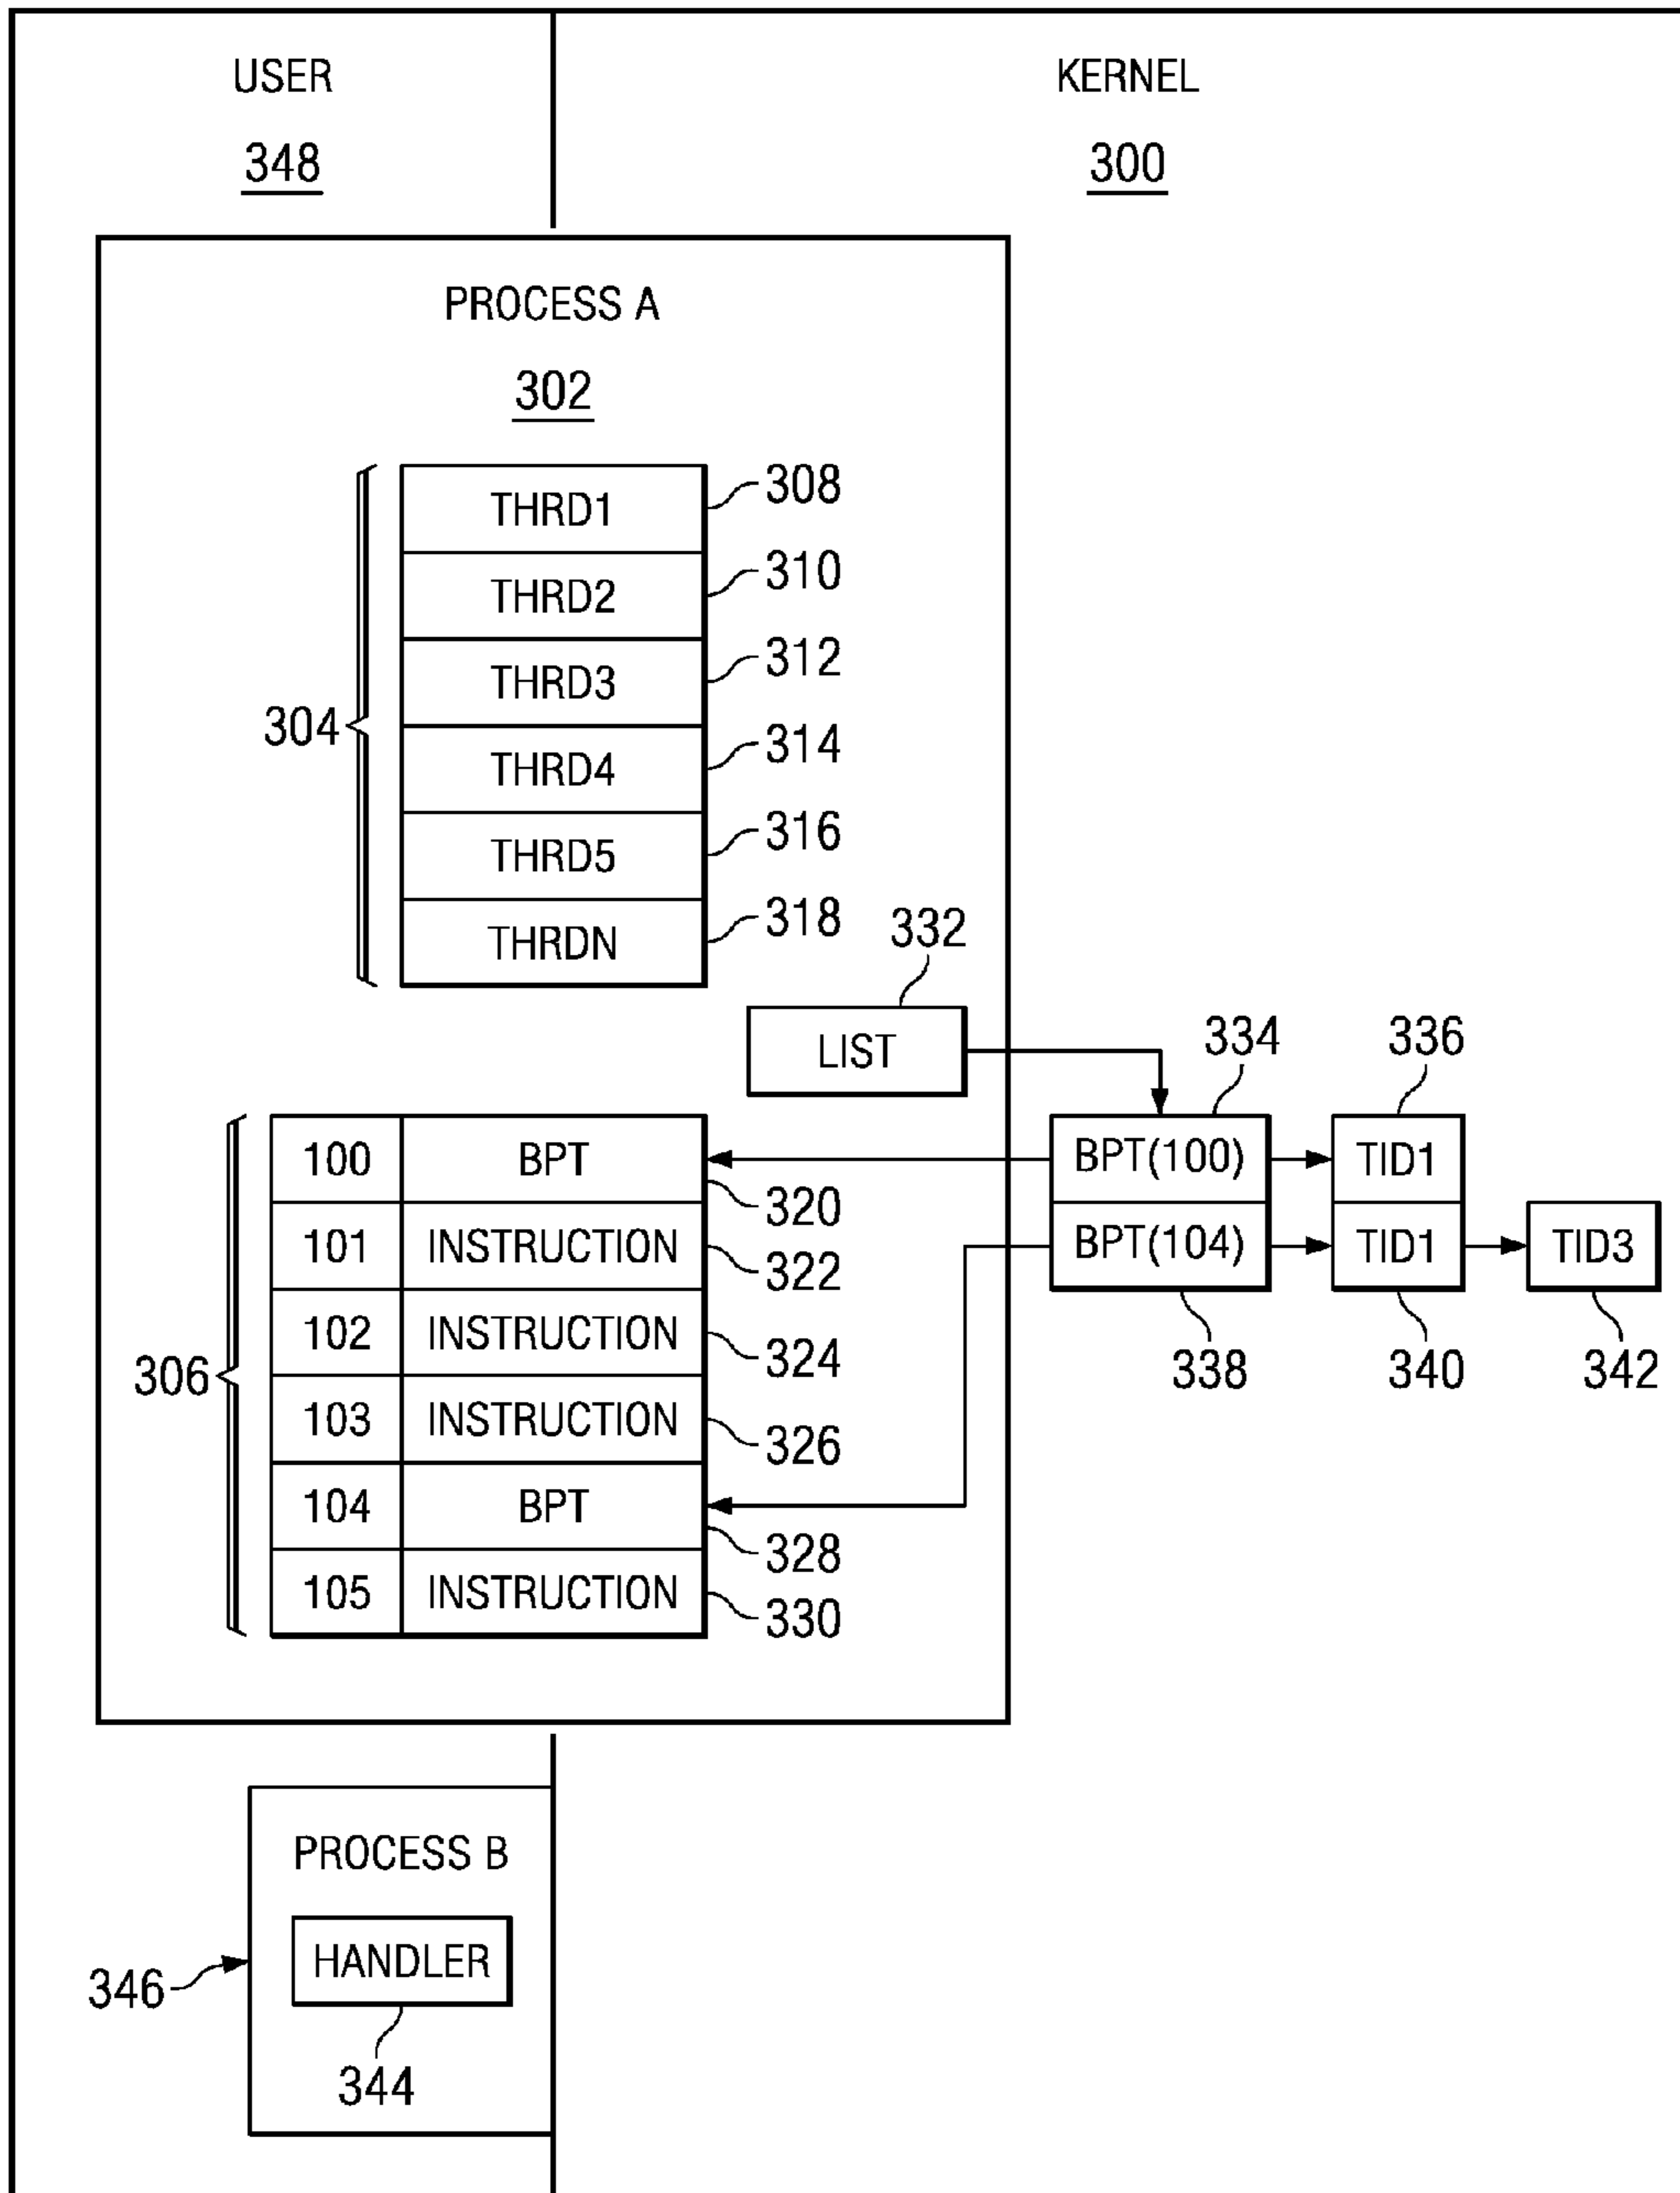 USER KERNEL
348 300
PROCESS A
302
304
THRD1 308
THRD2 310
THRD3 312
THRD4 314
THRD5 316
THRDN 318
332
LIST
334 336
306
100 BPT 320
101 INSTRUCTION 322
102 INSTRUCTION 324
103 INSTRUCTION 326
104 BPT 328
105 INSTRUCTION 330
BPT(100) TID1
BPT(104) TID1 TID3
338 340 342
PROCESS B
HANDLER
346
344